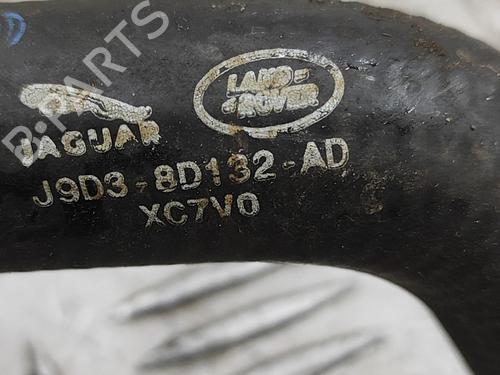 D
B-PARTS
JAGUAR
LAND-
-ROVER
J9D3-8D132-AD
XC7V0